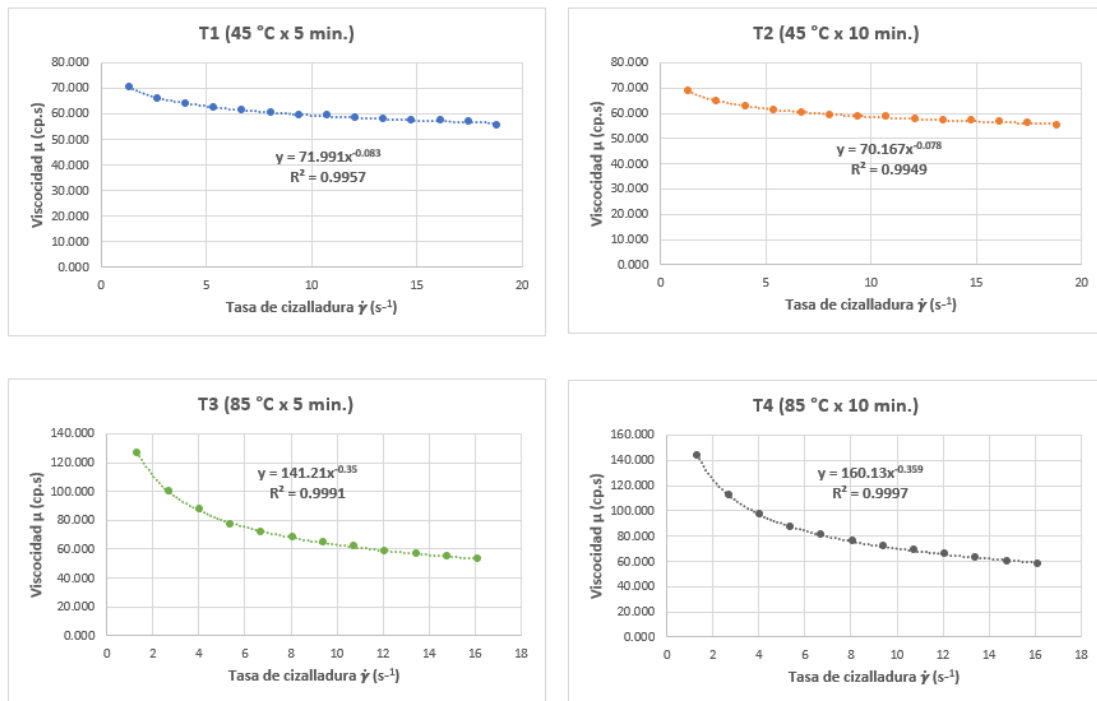 T1 (45 °C x 5 min.)
Viscocidad µ (cp.s)
80.000
70.000
60.000
50.000
40.000
30.000
20.000
10.000
0.000
y = 71.991x^-0.083
R² = 0.9957
0 5 10 15 20
Tasa de cizalladura γ̇ (s-¹)
T2 (45 °C x 10 min.)
Viscocidad µ (cp.s)
80.000
70.000
60.000
50.000
40.000
30.000
20.000
10.000
0.000
y = 70.167x^-0.078
R² = 0.9949
0 5 10 15 20
Tasa de cizalladura γ̇ (s-¹)
T3 (85 °C x 5 min.)
Viscocidad µ (cp.s)
140.000
120.000
100.000
80.000
60.000
40.000
20.000
0.000
y = 141.21x^-0.35
R² = 0.9991
0 2 4 6 8 10 12 14 16 18
Tasa de cizalladura γ̇ (s-¹)
T4 (85 °C x 10 min.)
Viscocidad µ (cp.s)
160.000
140.000
120.000
100.000
80.000
60.000
40.000
20.000
0.000
y = 160.13x^-0.359
R² = 0.9997
0 2 4 6 8 10 12 14 16 18
Tasa de cizalladura γ̇ (s-¹)